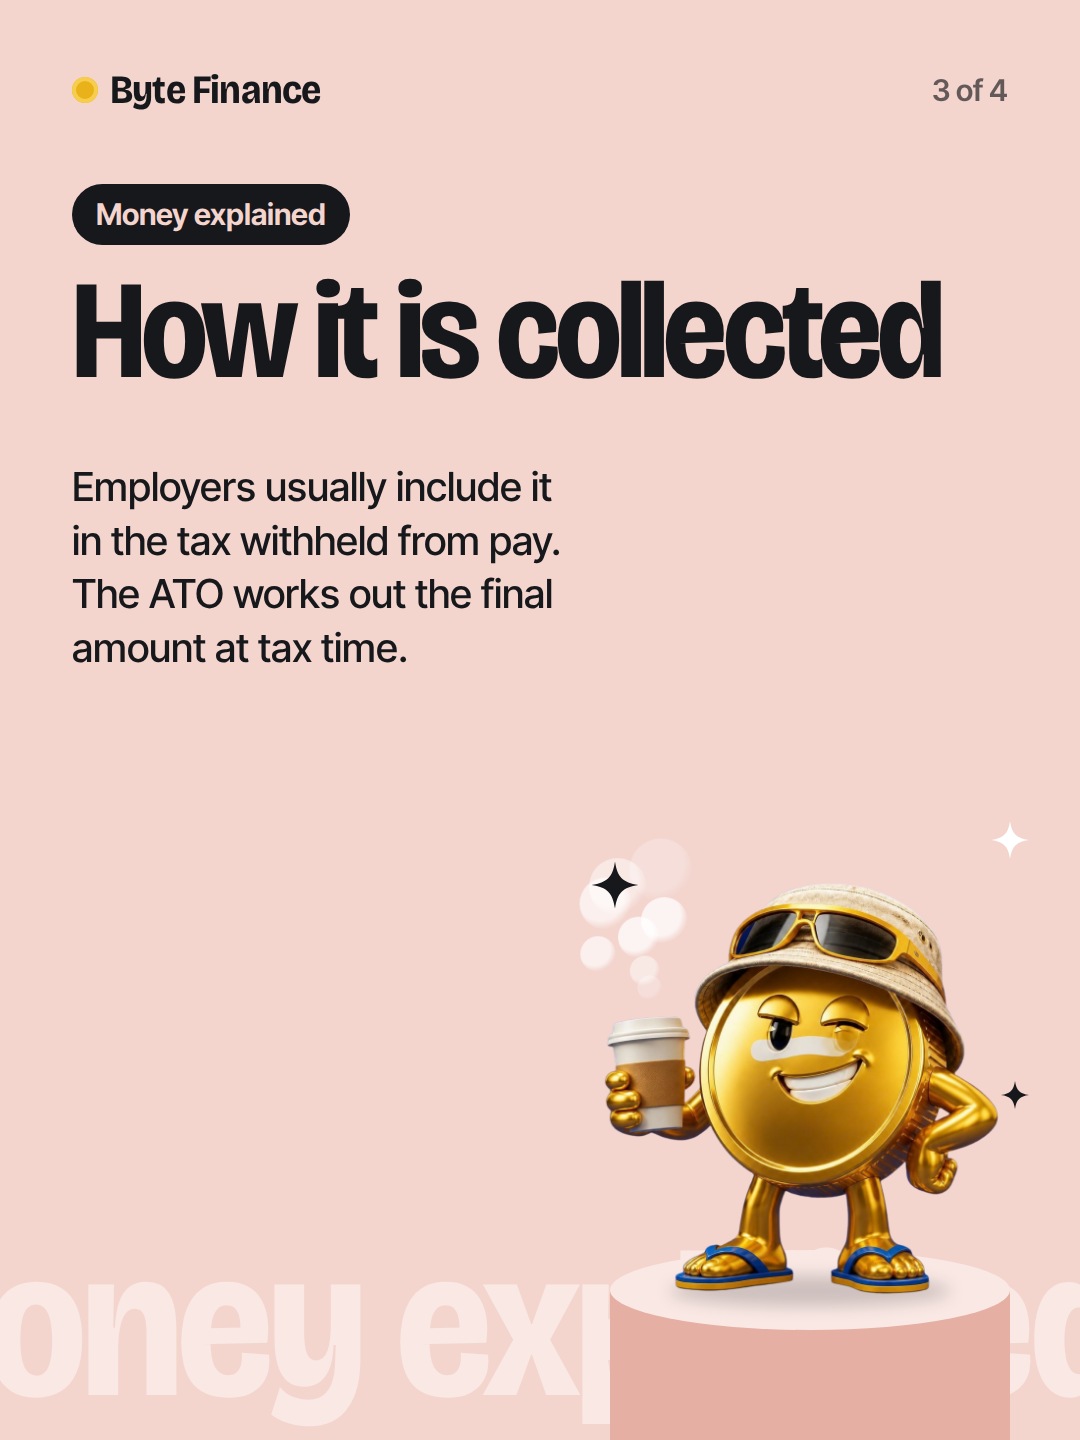 Byte Finance
3 of 4
Money explained
How it is collected
Employers usually include it
in the tax withheld from pay.
The ATO works out the final
amount at tax time.